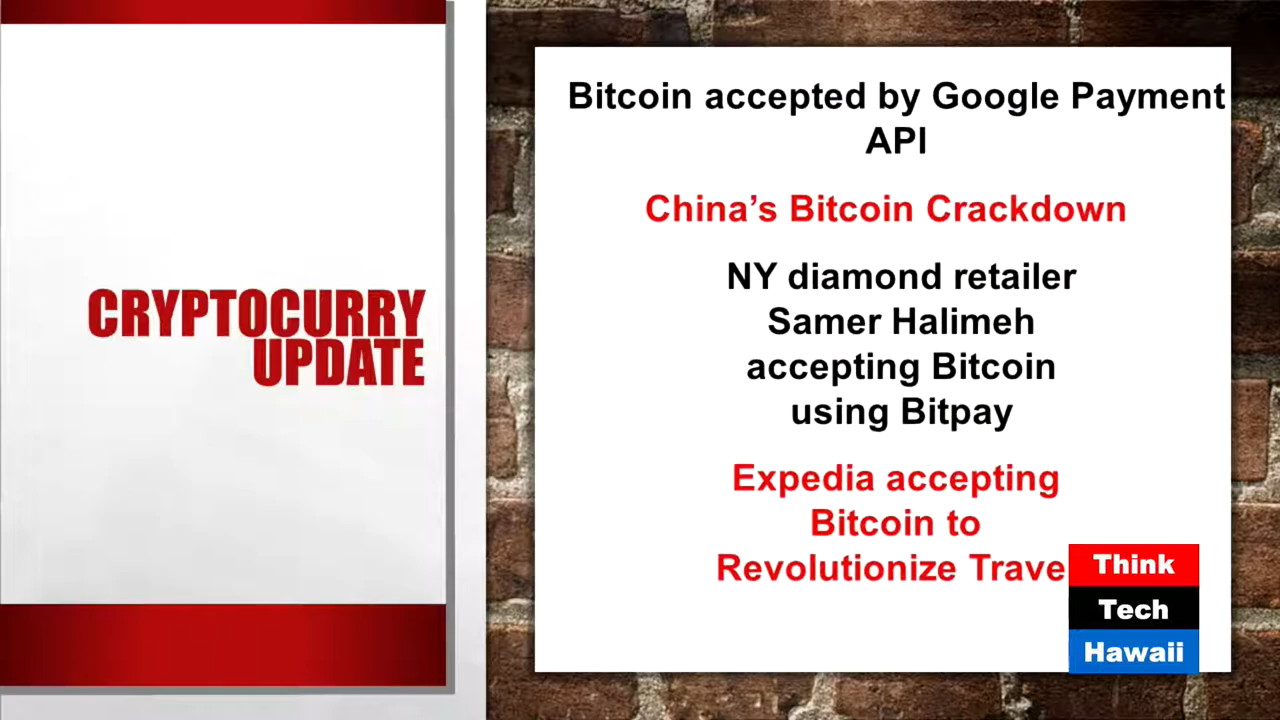 CRYPTOCURRY
UPDATE
Bitcoin accepted by Google Payment
API
China's Bitcoin Crackdown
NY diamond retailer
Samer Halimeh
accepting Bitcoin
using Bitpay
Expedia accepting
Bitcoin to
Revolutionize Trave
Think
Tech
Hawaii